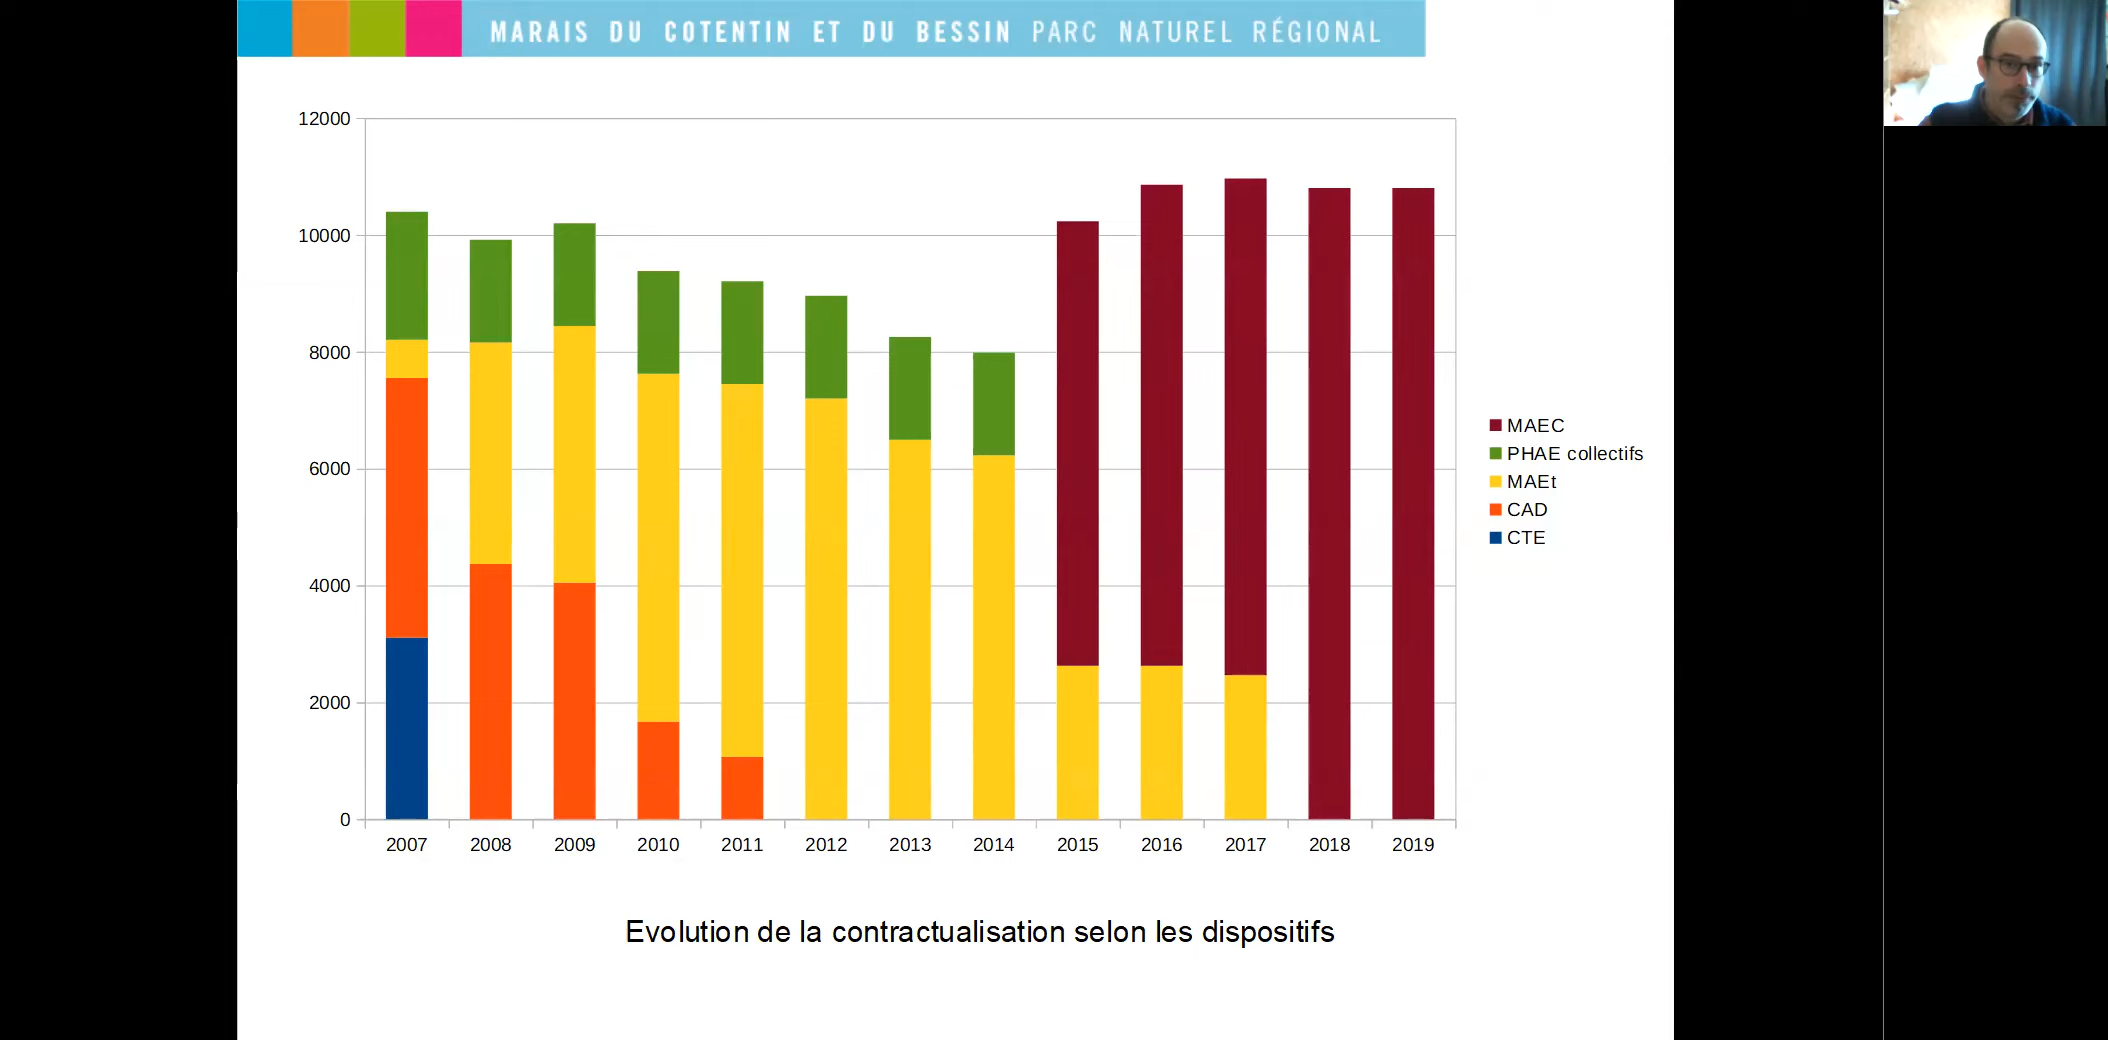 MARAIS DU COTENTIN ET DU BESSIN PARC NATUREL RÉGIONAL
12000
10000
8000
6000
4000
2000
0
2007 2008 2009 2010 2011 2012 2013 2014 2015 2016 2017 2018 2019
MAEC
PHAE collectifs
MAEt
CAD
CTE
Evolution de la contractualisation selon les dispositifs